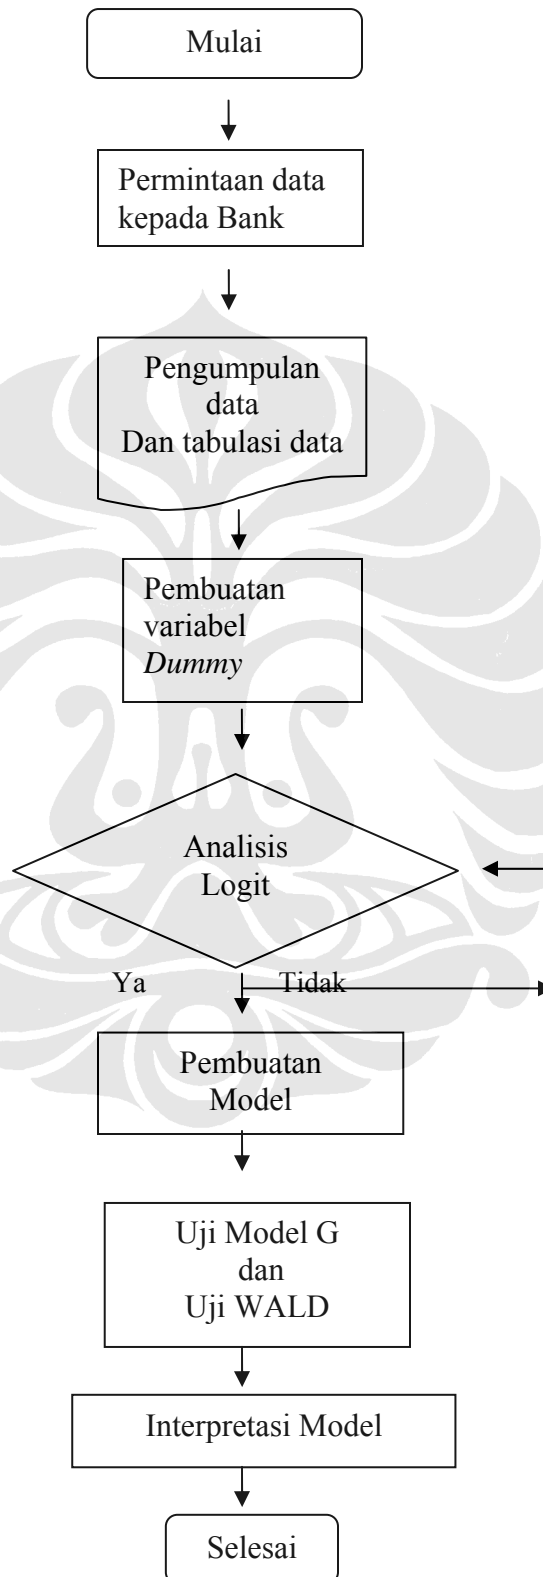 Mulai
Permintaan data
kepada Bank
Pengumpulan
data
Dan tabulasi data
Pembuatan
variabel
Dummy
Analisis
Logit
Ya Tidak
Pembuatan
Model
Uji Model G
dan
Uji WALD
Interpretasi Model
Selesai